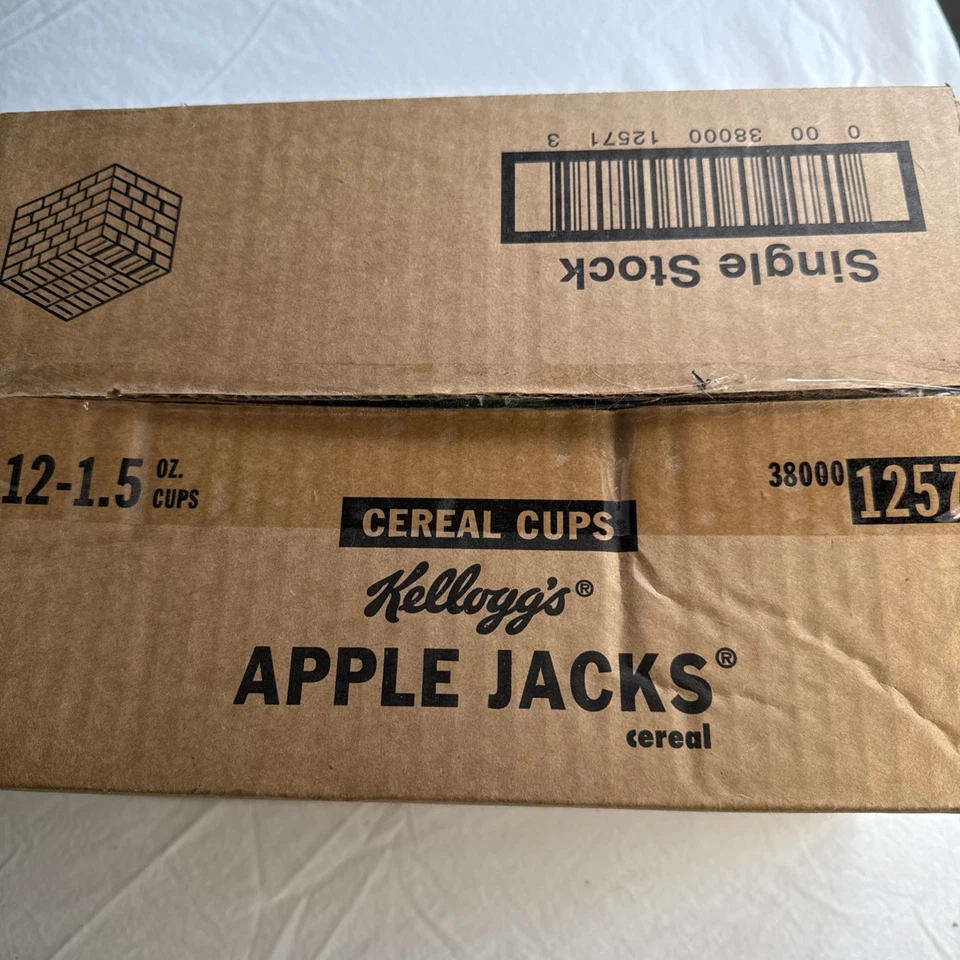 0 00 38000 12571 3
Single Stock
12-1.5 OZ. CUPS
38000 1257
CEREAL CUPS
Kellogg's®
APPLE JACKS®
cereal